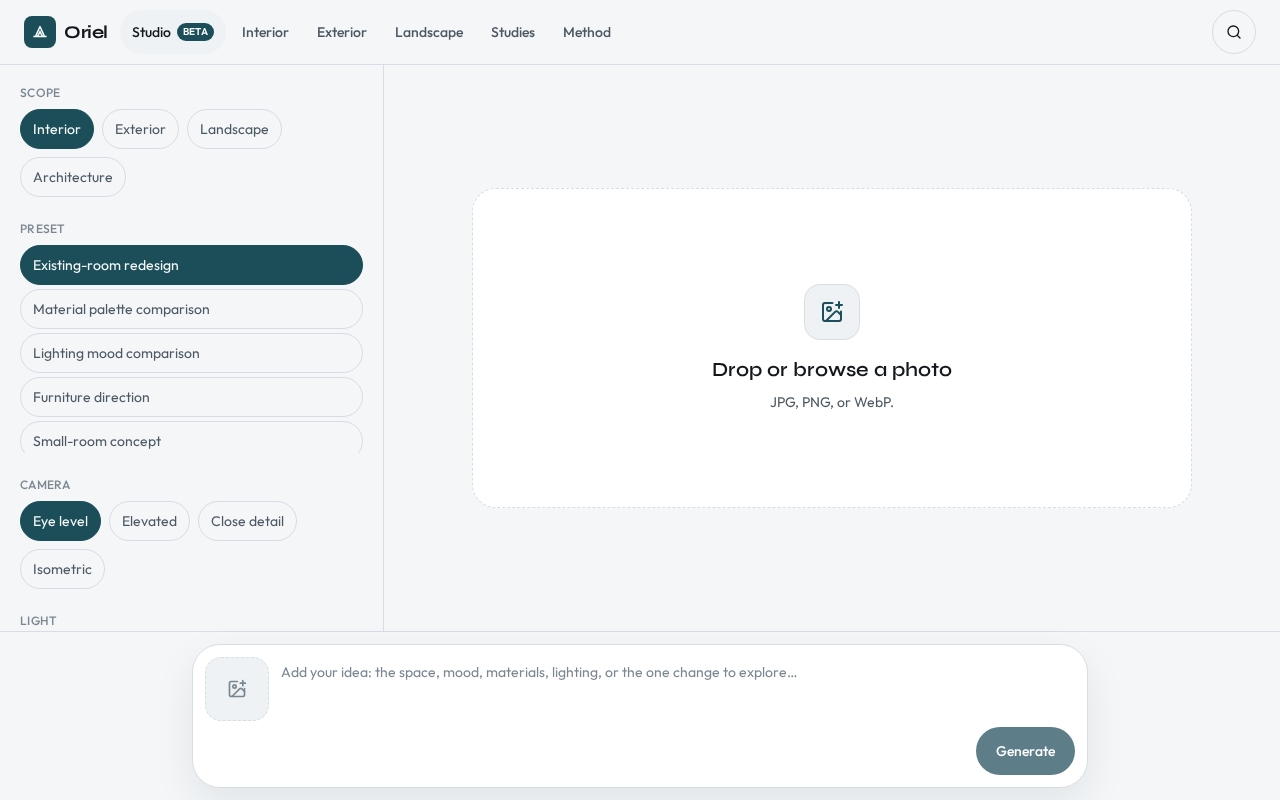 Oriel
Studio BETA
Interior
Exterior
Landscape
Studies
Method
SCOPE
Interior
Exterior
Landscape
Architecture
PRESET
Existing-room redesign
Material palette comparison
Lighting mood comparison
Furniture direction
Small-room concept
CAMERA
Eye level
Elevated
Close detail
Isometric
LIGHT
Drop or browse a photo
JPG, PNG, or WebP.
Add your idea: the space, mood, materials, lighting, or the one change to explore…
Generate